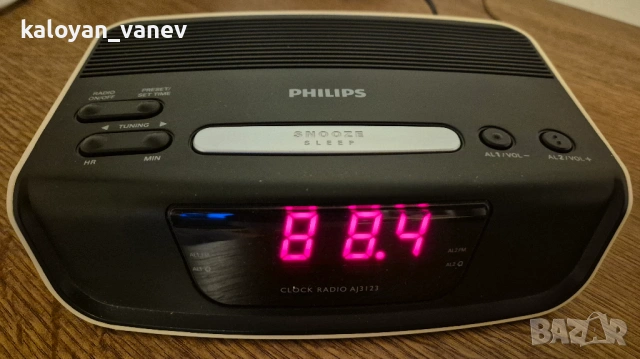 kaloyan_vanev
RADIO ON/OFF
PRESET/ SET TIME
PHILIPS
◄ TUNING ►
SNOOZE
SLEEP
HR MIN
AL1/VOL−
AL2/VOL+
88.4
CLOCK RADIO AJ3123
BAZAR